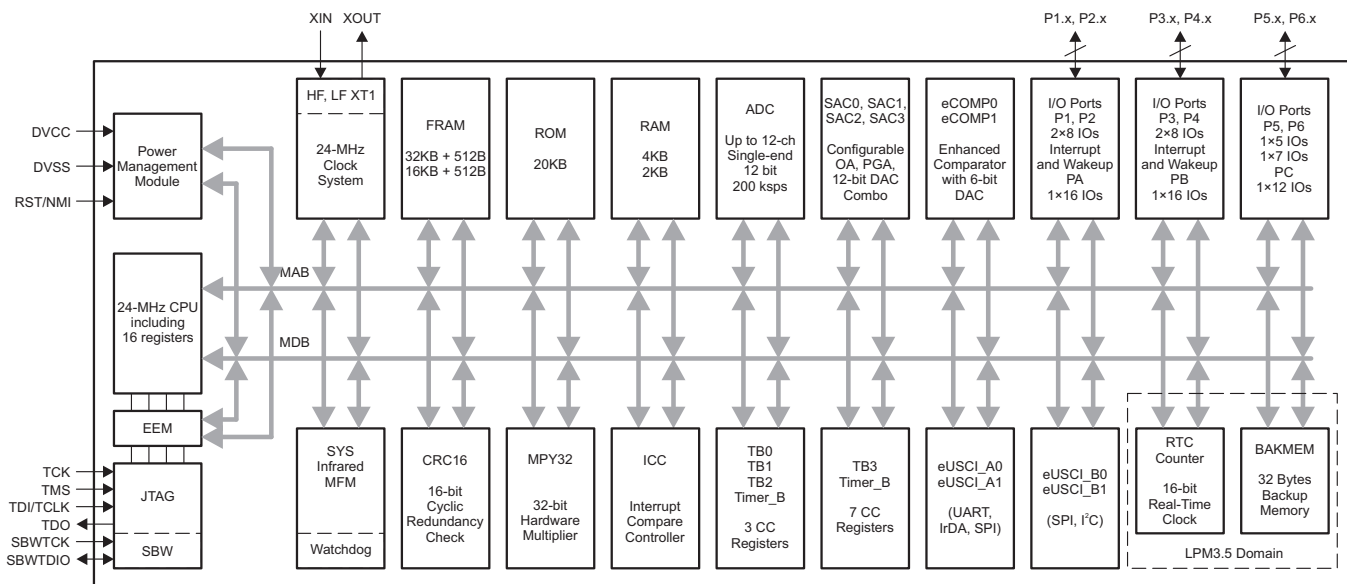 XIN
XOUT
P1.x, P2.x
P3.x, P4.x
P5.x, P6.x
DVCC
DVSS
RST/NMI
Power
Management
Module
HF, LF XT1
24-MHz
Clock
System
FRAM
32KB + 512B
16KB + 512B
ROM
20KB
RAM
4KB
2KB
ADC
Up to 12-ch
Single-end
12 bit
200 ksps
SAC0, SAC1,
SAC2, SAC3
Configurable
OA, PGA,
12-bit DAC
Combo
eCOMP0
eCOMP1
Enhanced
Comparator
with 6-bit
DAC
I/O Ports
P1, P2
2×8 IOs
Interrupt
and Wakeup
PA
1×16 IOs
I/O Ports
P3, P4
2×8 IOs
Interrupt
and Wakeup
PB
1×16 IOs
I/O Ports
P5, P6
1×5 IOs
1×7 IOs
PC
1×12 IOs
MAB
MDB
24-MHz CPU
including
16 registers
EEM
TCK
TMS
TDI/TCLK
TDO
SBWTCK
SBWTDIO
JTAG
SBW
SYS
Infrared
MFM
Watchdog
CRC16
16-bit
Cyclic
Redundancy
Check
MPY32
32-bit
Hardware
Multiplier
ICC
Interrupt
Compare
Controller
TB0
TB1
TB2
Timer_B
3 CC
Registers
TB3
Timer_B
7 CC
Registers
eUSCI_A0
eUSCI_A1
(UART,
IrDA, SPI)
eUSCI_B0
eUSCI_B1
(SPI, I²C)
RTC
Counter
16-bit
Real-Time
Clock
BAKMEM
32 Bytes
Backup
Memory
LPM3.5 Domain